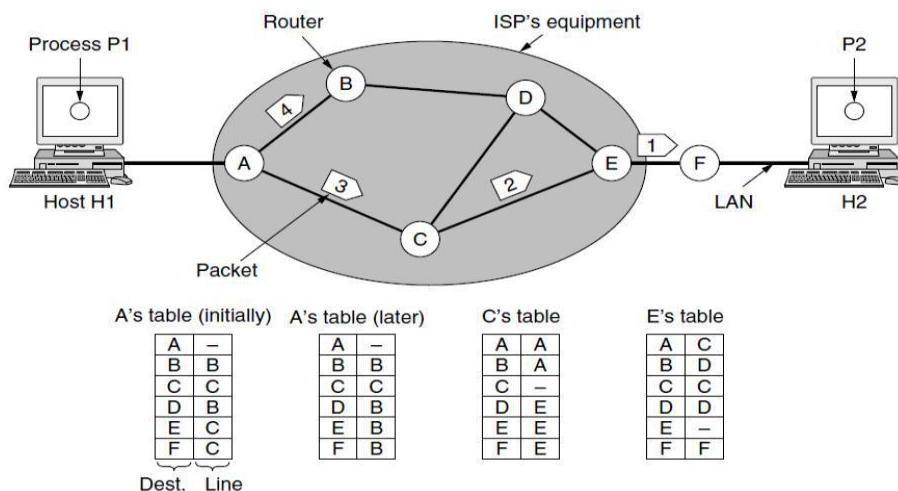 Router
ISP's equipment
Process P1
P2
B
D
4
1
A
E
F
3
2
Host H1
LAN
H2
C
Packet
A's table (initially)
A's table (later)
C's table
E's table
A –
B B
C C
D B
E C
F C
A –
B B
C C
D B
E B
F B
A A
B A
C –
D E
E E
F E
A C
B D
C C
D D
E –
F F
Dest. Line